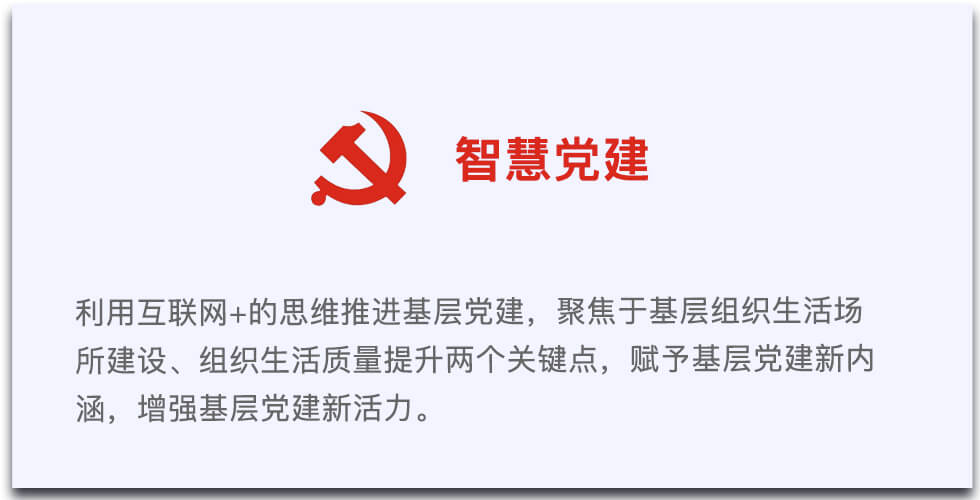 智慧党建
利用互联网+的思维推进基层党建，聚焦于基层组织生活场
所建设、组织生活质量提升两个关键点，赋予基层党建新内
涵，增强基层党建新活力。